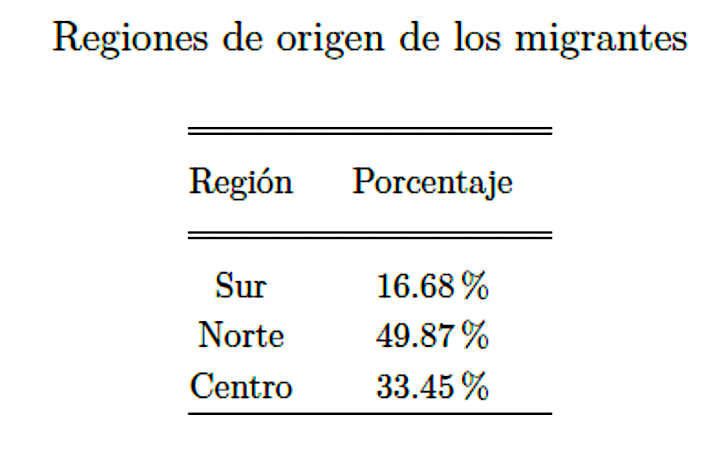 Regiones de origen de los migrantes
Región Porcentaje
Sur 16.68 %
Norte 49.87 %
Centro 33.45 %